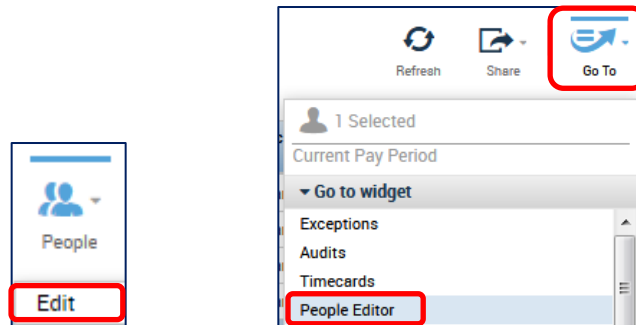 People
Edit
Refresh
Share
Go To
1 Selected
Current Pay Period
Go to widget
Exceptions
Audits
Timecards
People Editor